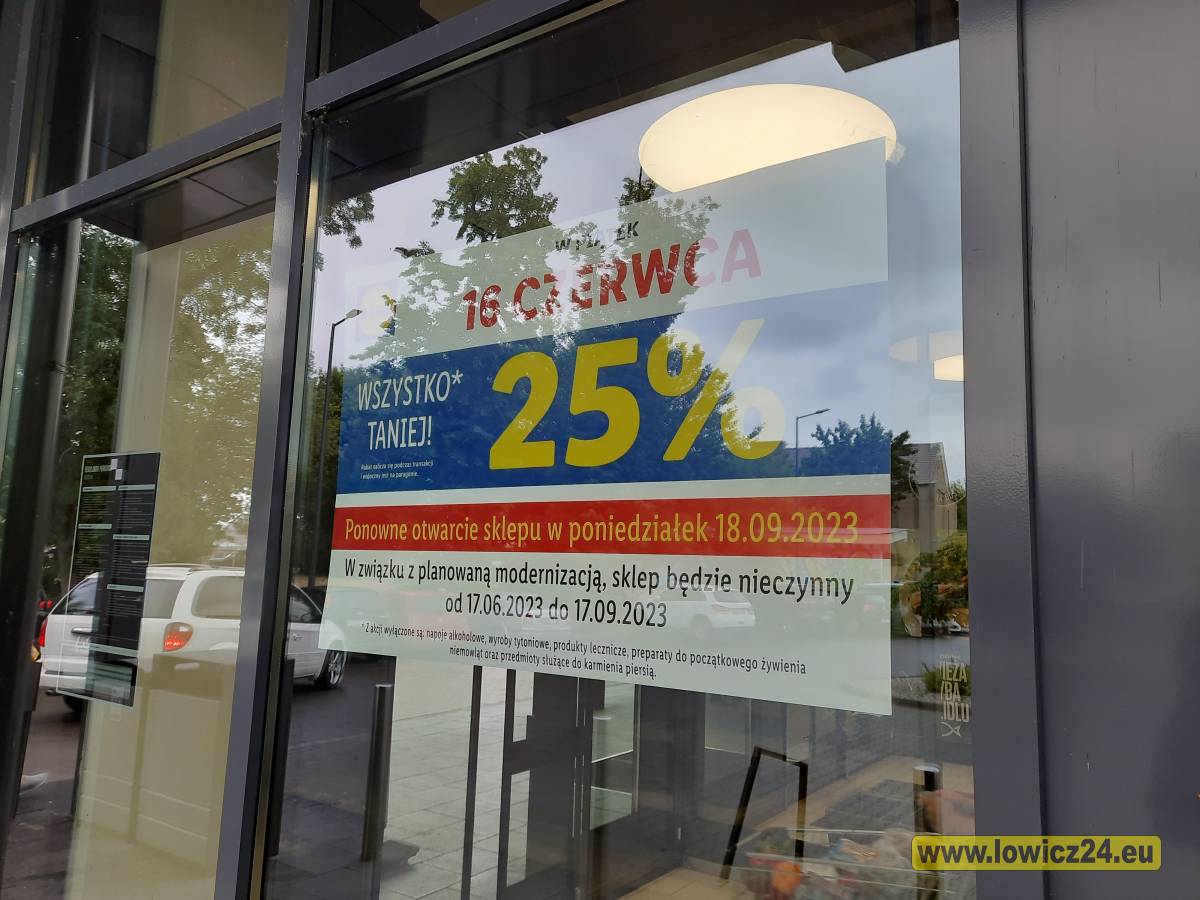 W PIĄTEK
16 CZERWCA
WSZYSTKO*
TANIEJ!
25%
Rabat nalicza się podczas transakcji
i widoczny jest na paragonie.
Ponowne otwarcie sklepu w poniedziałek 18.09.2023
W związku z planowaną modernizacją, sklep będzie nieczynny
od 17.06.2023 do 17.09.2023
* Z akcji wyłączone są: napoje alkoholowe, wyroby tytoniowe, produkty lecznicze, preparaty do początkowego żywienia
niemowląt oraz przedmioty służące do karmienia piersią.
www.lowicz24.eu